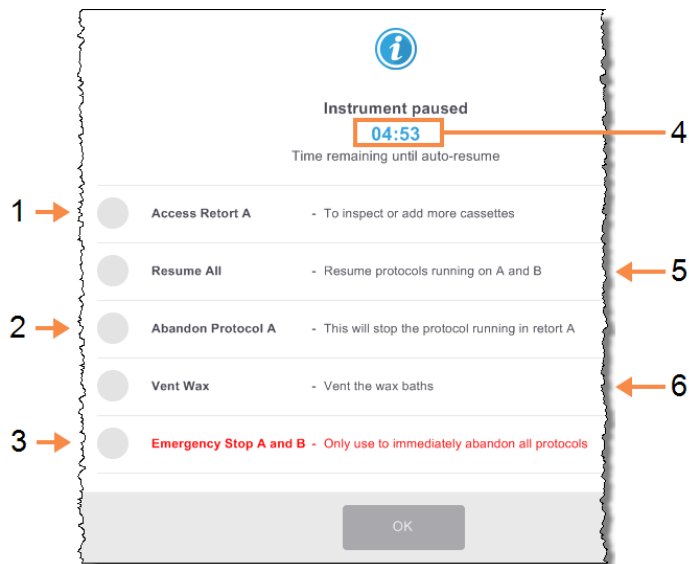 Instrument paused
04:53
4
Time remaining until auto-resume
1
Access Retort A - To inspect or add more cassettes
Resume All - Resume protocols running on A and B
5
2
Abandon Protocol A - This will stop the protocol running in retort A
Vent Wax - Vent the wax baths
6
3
Emergency Stop A and B - Only use to immediately abandon all protocols
OK